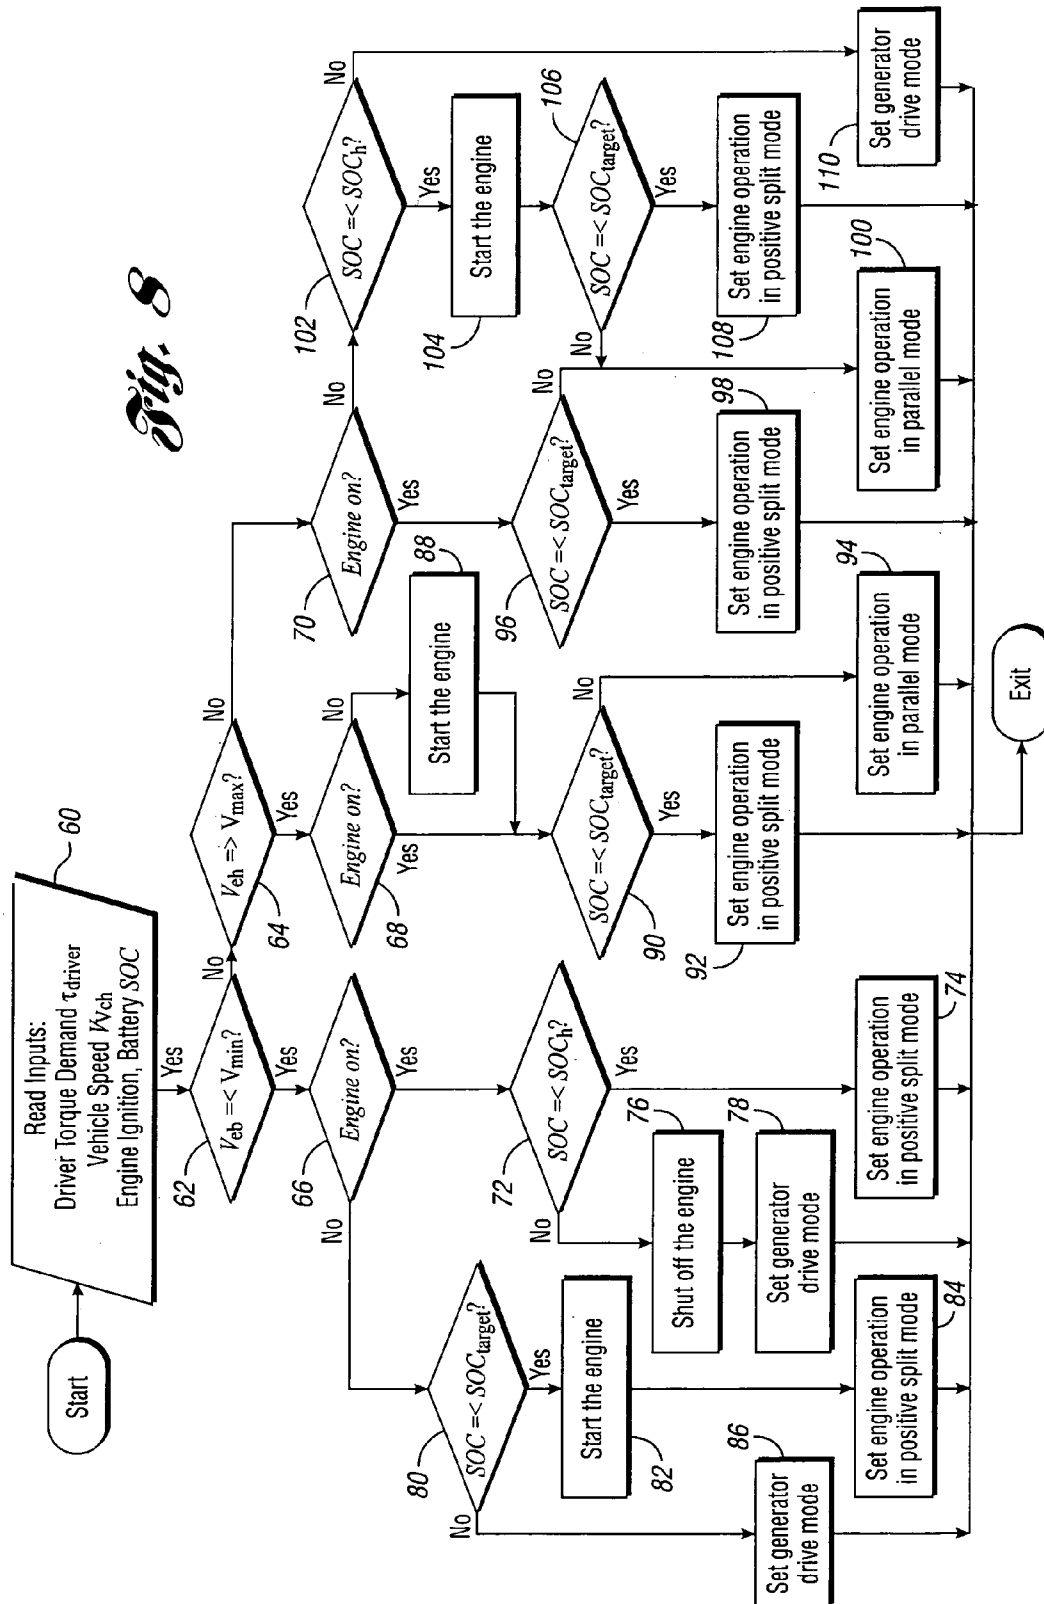 Fig. 8
Start
Read Inputs:
Driver Torque Demand τdriver
Vehicle Speed Vvch
Engine Ignition, Battery SOC
60
Yes
Veb =< Vmin?
62
No
Yes
Veh => Vmax?
64
No
Yes
Engine on?
66
No
Yes
Engine on?
68
No
Yes
Engine on?
70
No
Yes
SOC =< SOCh?
72
No
Yes
Set engine operation
in positive split mode
74
Shut off the engine
76
Set generator
drive mode
78
SOC =< SOCtarget?
80
No
Yes
Start the engine
82
Set engine operation
in positive split mode
84
Set generator
drive mode
86
Start the engine
88
SOC =< SOCtarget?
90
No
Yes
Set engine operation
in positive split mode
92
Set engine operation
in parallel mode
94
SOC =< SOCtarget?
96
No
Yes
Set engine operation
in positive split mode
98
Set engine operation
in parallel mode
100
SOC =< SOCh?
102
No
Yes
Start the engine
104
SOC =< SOCtarget?
106
No
Yes
Set engine operation
in positive split mode
108
Set generator
drive mode
110
Exit